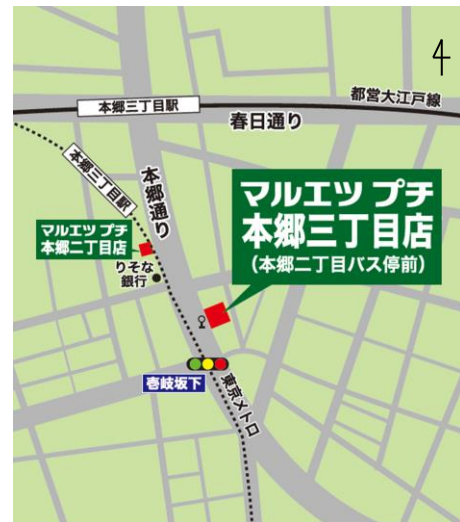 4
都営大江戸線
本郷三丁目駅
春日通り
本郷三丁目駅
本郷通り
マルエツ プチ
本郷三丁目店
(本郷二丁目バス停前)
マルエツ プチ
本郷二丁目店
りそな
銀行
壱岐坂下
東京メトロ